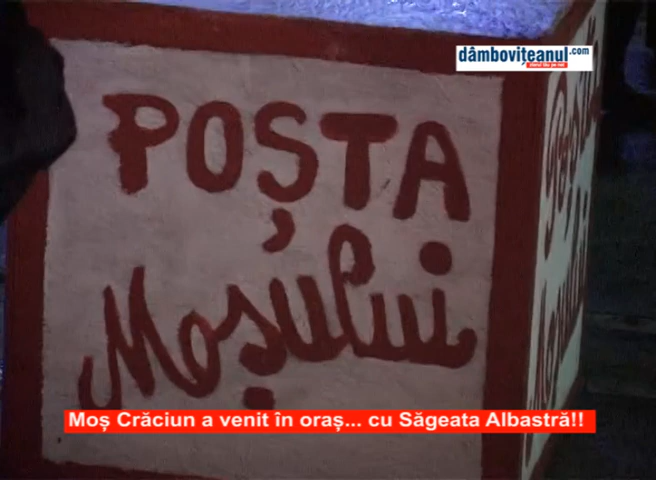 dâmbovițeanul.com
POȘTA
Moșului
Moș Crăciun a venit în oraș... cu Săgeata Albastră!!